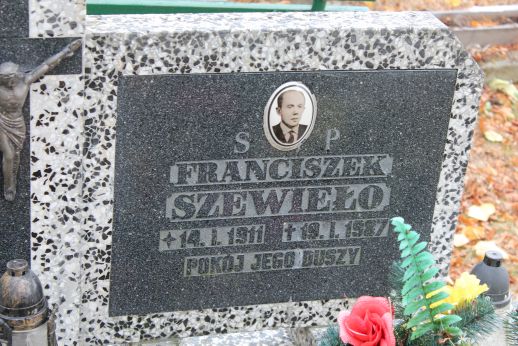 S P
FRANCISZEK
SZEWIEŁO
14.I.1911 † 19.I.1987
POKÓJ JEGO DUSZY